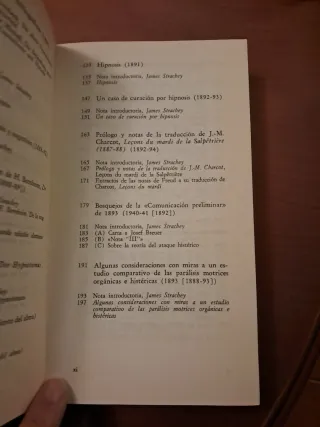 135 Hipnosis (1891)
137 Nota introductoria, James Strachey
137 Hipnosis
147 Un caso de curación por hipnosis (1892-93)
149 Nota introductoria, James Strachey
151 Un caso de curación por hipnosis
163 Prólogo y notas de la traducción de J.-M.
Charcot, Leçons du mardi de la Salpêtrière
(1887-88) (1892-94)
165 Nota introductoria, James Strachey
167 Prólogo y notas de la traducción de J.-M. Charcot,
Leçons du mardi de la Salpêtrière
171 Extractos de las notas de Freud a su traducción de
Charcot, Leçons du mardi
179 Bosquejos de la «Comunicación preliminar»
de 1893 (1940-41 [1892])
181 Nota introductoria, James Strachey
183 (A) Carta a Josef Breuer
185 (B) «Nota "III"»
187 (C) Sobre la teoría del ataque histérico
191 Algunas consideraciones con miras a un es-
tudio comparativo de las parálisis motrices
orgánicas e histéricas (1893 [1888-93])
193 Nota introductoria, James Strachey
197 Algunas consideraciones con miras a un estudio
comparativo de las parálisis motrices orgánicas e
histéricas
xi